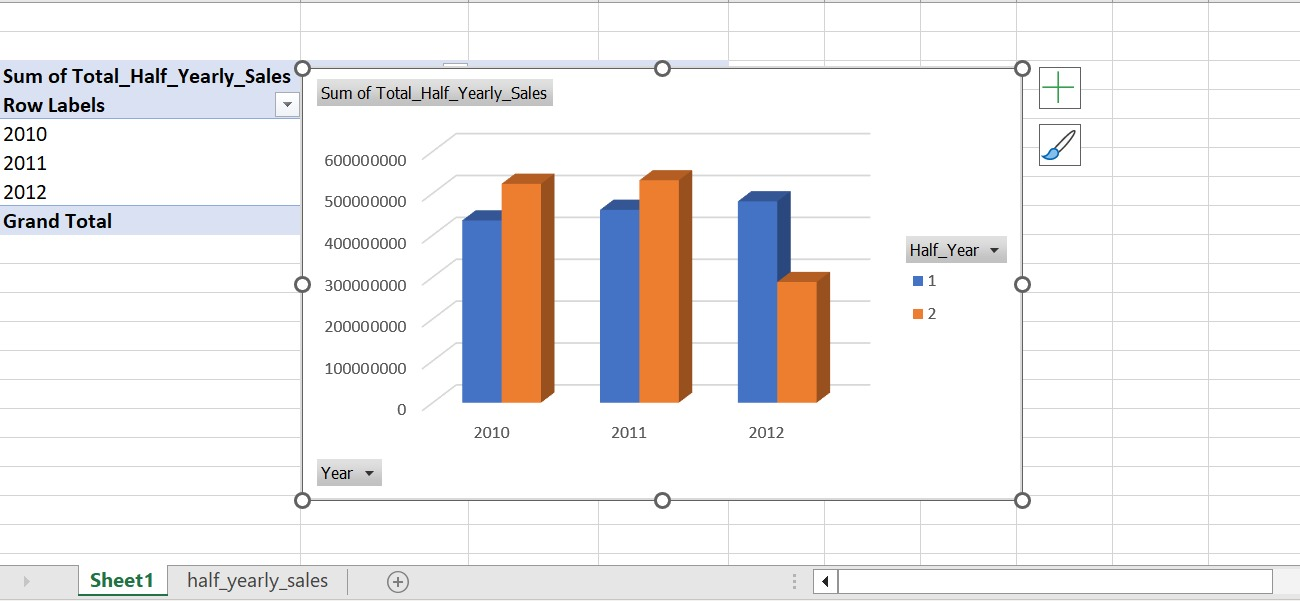 Sum of Total_Half_Yearly_Sales
Row Labels
2010
2011
2012
Grand Total
Sum of Total_Half_Yearly_Sales
600000000
500000000
400000000
300000000
200000000
100000000
0
2010 2011 2012
Half_Year
1
2
Year
Sheet1 half_yearly_sales